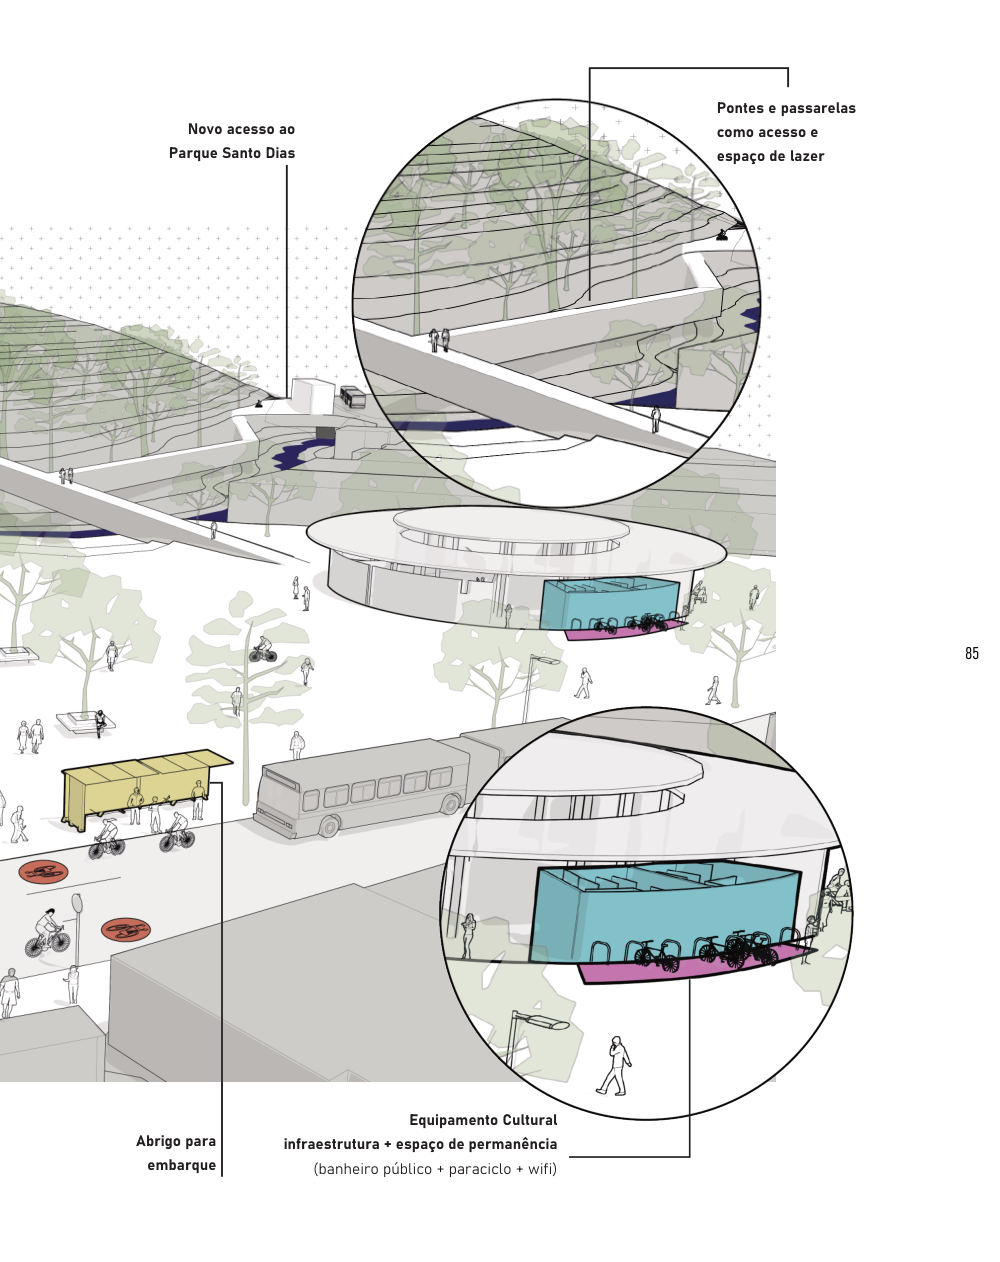 Pontes e passarelas
como acesso e
espaço de lazer
Novo acesso ao
Parque Santo Dias
85
Abrigo para
embarque
Equipamento Cultural
infraestrutura + espaço de permanência
(banheiro público + paraciclo + wifi)